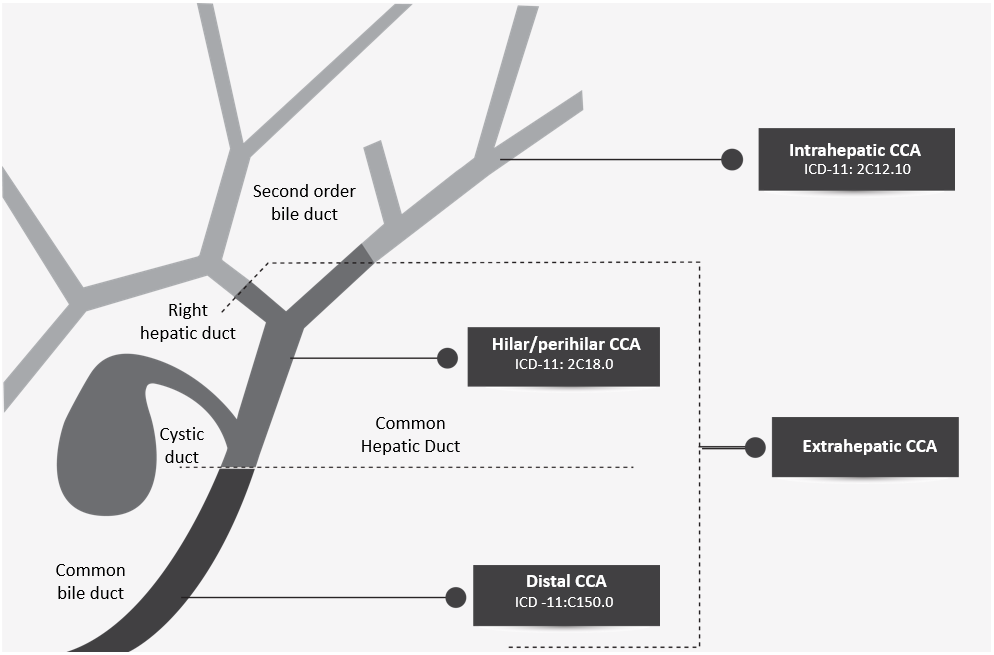 Intrahepatic CCA
ICD-11: 2C12.10
Second order
bile duct
Right
hepatic duct
Hilar/perihilar CCA
ICD-11: 2C18.0
Cystic
duct
Common
Hepatic Duct
Extrahepatic CCA
Common
bile duct
Distal CCA
ICD -11:C150.0